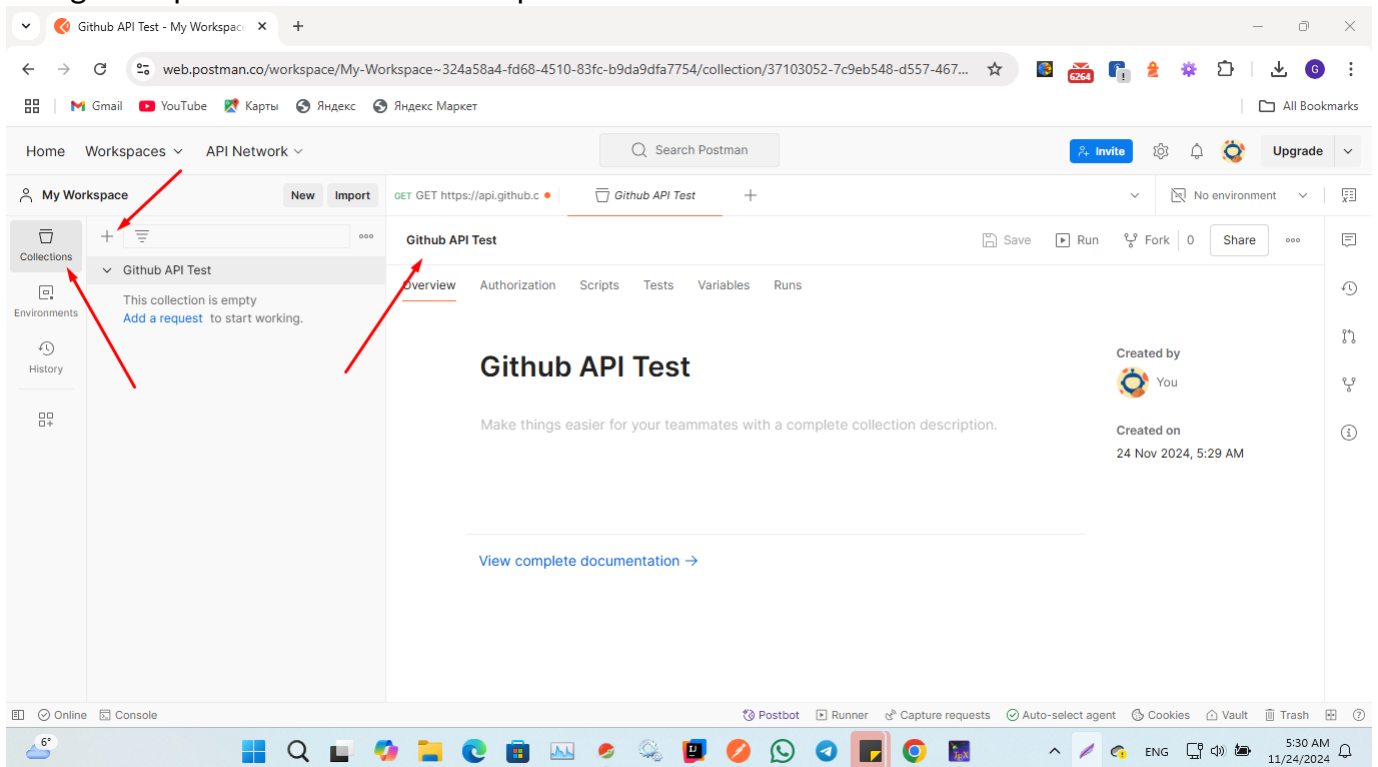 Github API Test - My Workspace
web.postman.co/workspace/My-Workspace~324a58a4-fd68-4510-83fc-b9da9dfa7754/collection/37103052-7c9eb548-d557-467...
6264
G
Gmail YouTube Карты Яндекс Яндекс Маркет All Bookmarks
Home Workspaces API Network Search Postman Invite Upgrade
My Workspace New Import GET GET https://api.github.c Github API Test No environment
Collections
Github API Test Save Run Fork 0 Share
Github API Test
Overview Authorization Scripts Tests Variables Runs
This collection is empty
Add a request to start working.
Environments
History
Github API Test
Created by
You
Make things easier for your teammates with a complete collection description.
Created on
24 Nov 2024, 5:29 AM
View complete documentation →
Online Console Postbot Runner Capture requests Auto-select agent Cookies Vault Trash
6°
ENG
5:30 AM
11/24/2024